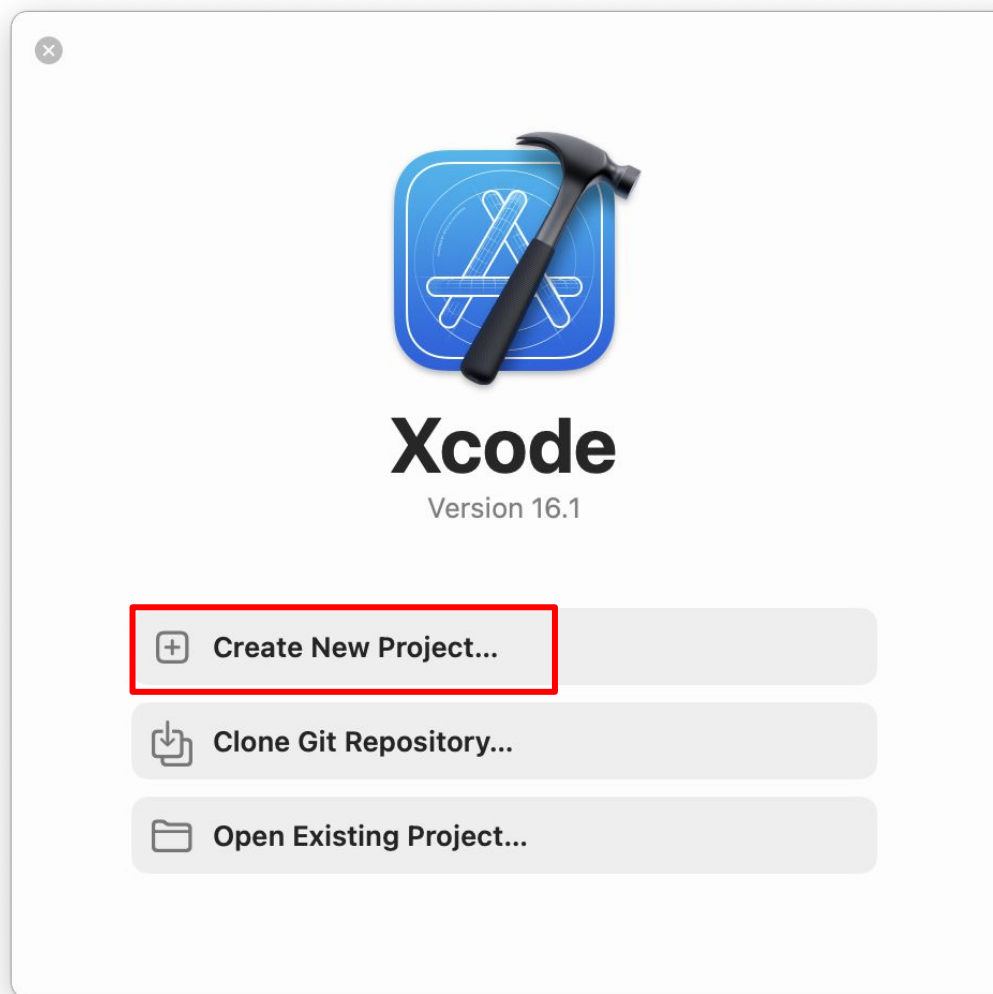 Xcode
Version 16.1
Create New Project...
Clone Git Repository...
Open Existing Project...